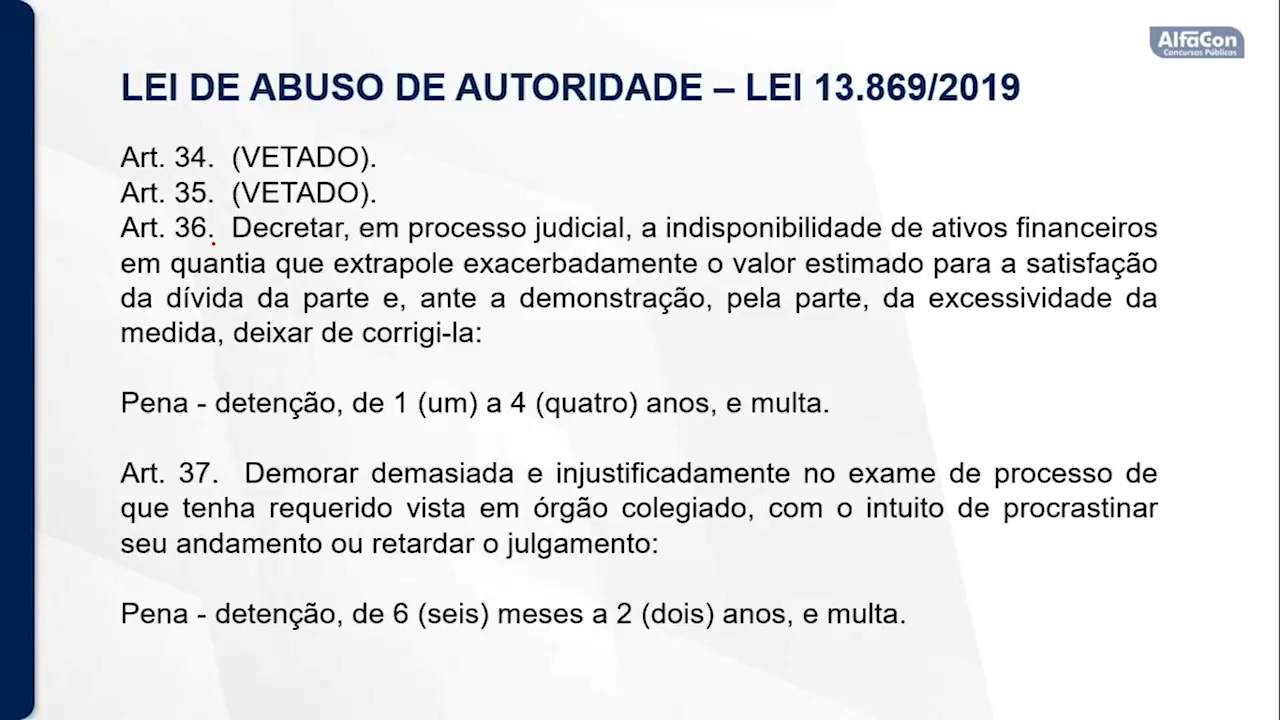 AlfaCon
Concursos Públicos
LEI DE ABUSO DE AUTORIDADE – LEI 13.869/2019
Art. 34.  (VETADO).
Art. 35.  (VETADO).
Art. 36.  Decretar, em processo judicial, a indisponibilidade de ativos financeiros
em quantia que extrapole exacerbadamente o valor estimado para a satisfação
da dívida da parte e, ante a demonstração, pela parte, da excessividade da
medida, deixar de corrigi-la:
Pena - detenção, de 1 (um) a 4 (quatro) anos, e multa.
Art. 37.  Demorar demasiada e injustificadamente no exame de processo de
que tenha requerido vista em órgão colegiado, com o intuito de procrastinar
seu andamento ou retardar o julgamento:
Pena - detenção, de 6 (seis) meses a 2 (dois) anos, e multa.